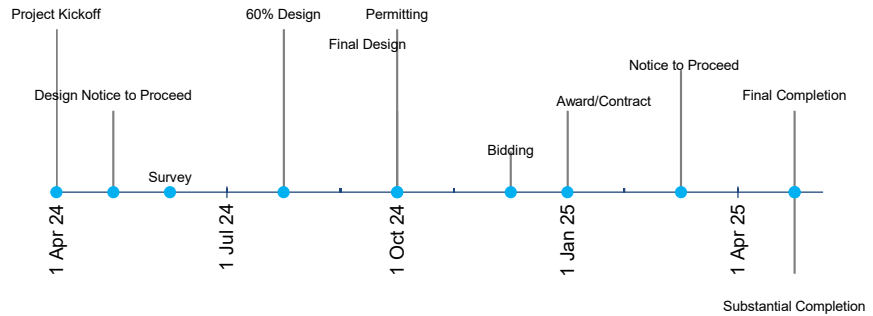 Project Kickoff
60% Design
Permitting
Final Design
Notice to Proceed
Design Notice to Proceed
Award/Contract
Final Completion
Bidding
Survey
1 Apr 24
1 Jul 24
1 Oct 24
1 Jan 25
1 Apr 25
Substantial Completion